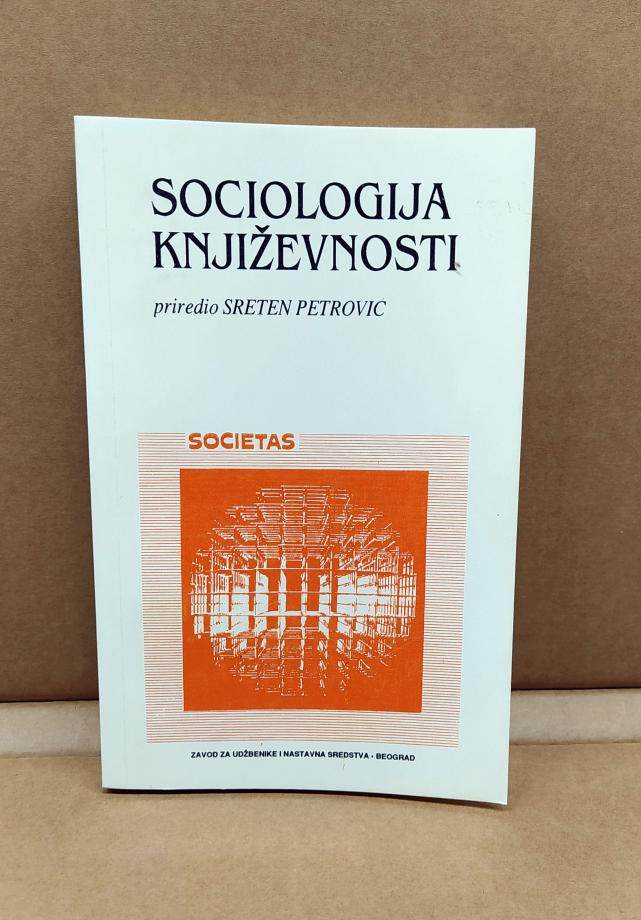 SOCIOLOGIJA
KNJIŽEVNOSTI
priredio SRETEN PETROVIC
SOCIETAS
ZAVOD ZA UDŽBENIKE I NASTAVNA SREDSTVA • BEOGRAD